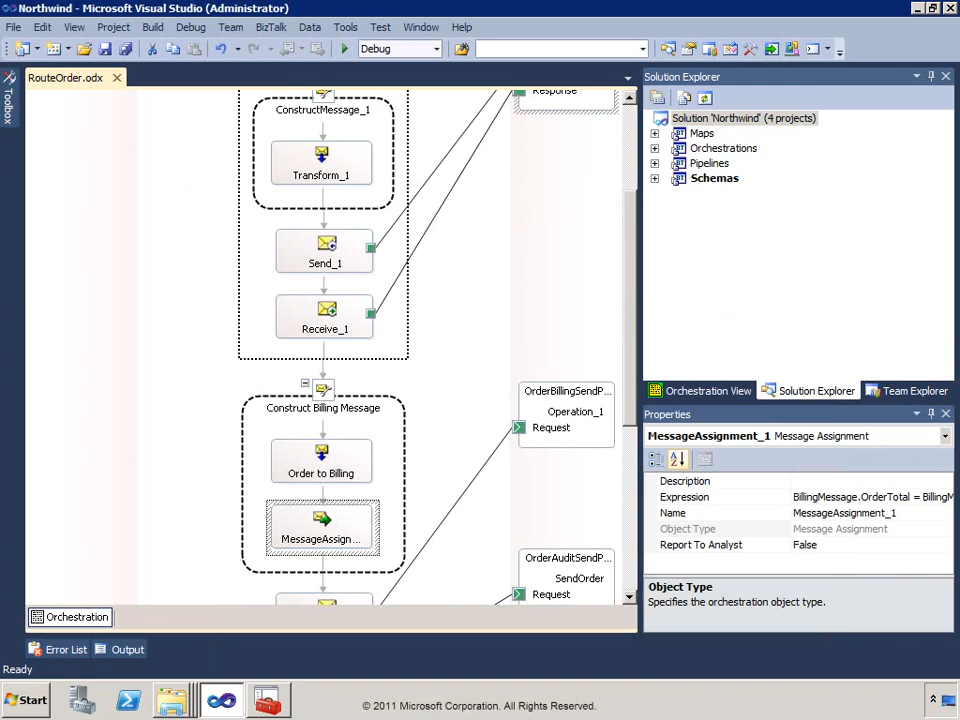 Northwind - Microsoft Visual Studio (Administrator)
File Edit View Project Build Debug Team BizTalk Data Tools Test Window Help
Debug
RouteOrder.odx
Toolbox
ConstructMessage_1
Transform_1
Send_1
Receive_1
Construct Billing Message
Order to Billing
MessageAssign...
Response
OrderBillingSendP...
Operation_1
Request
OrderAuditSendP...
SendOrder
Request
Orchestration
Solution Explorer
Solution 'Northwind' (4 projects)
Maps
Orchestrations
Pipelines
Schemas
Orchestration View Solution Explorer Team Explorer
Properties
MessageAssignment_1 Message Assignment
Description
Expression BillingMessage.OrderTotal = BillingM
Name MessageAssignment_1
Object Type Message Assignment
Report To Analyst False
Object Type
Specifies the orchestration object type.
Error List Output
Ready
Start
© 2011 Microsoft Corporation. All rights reserved.